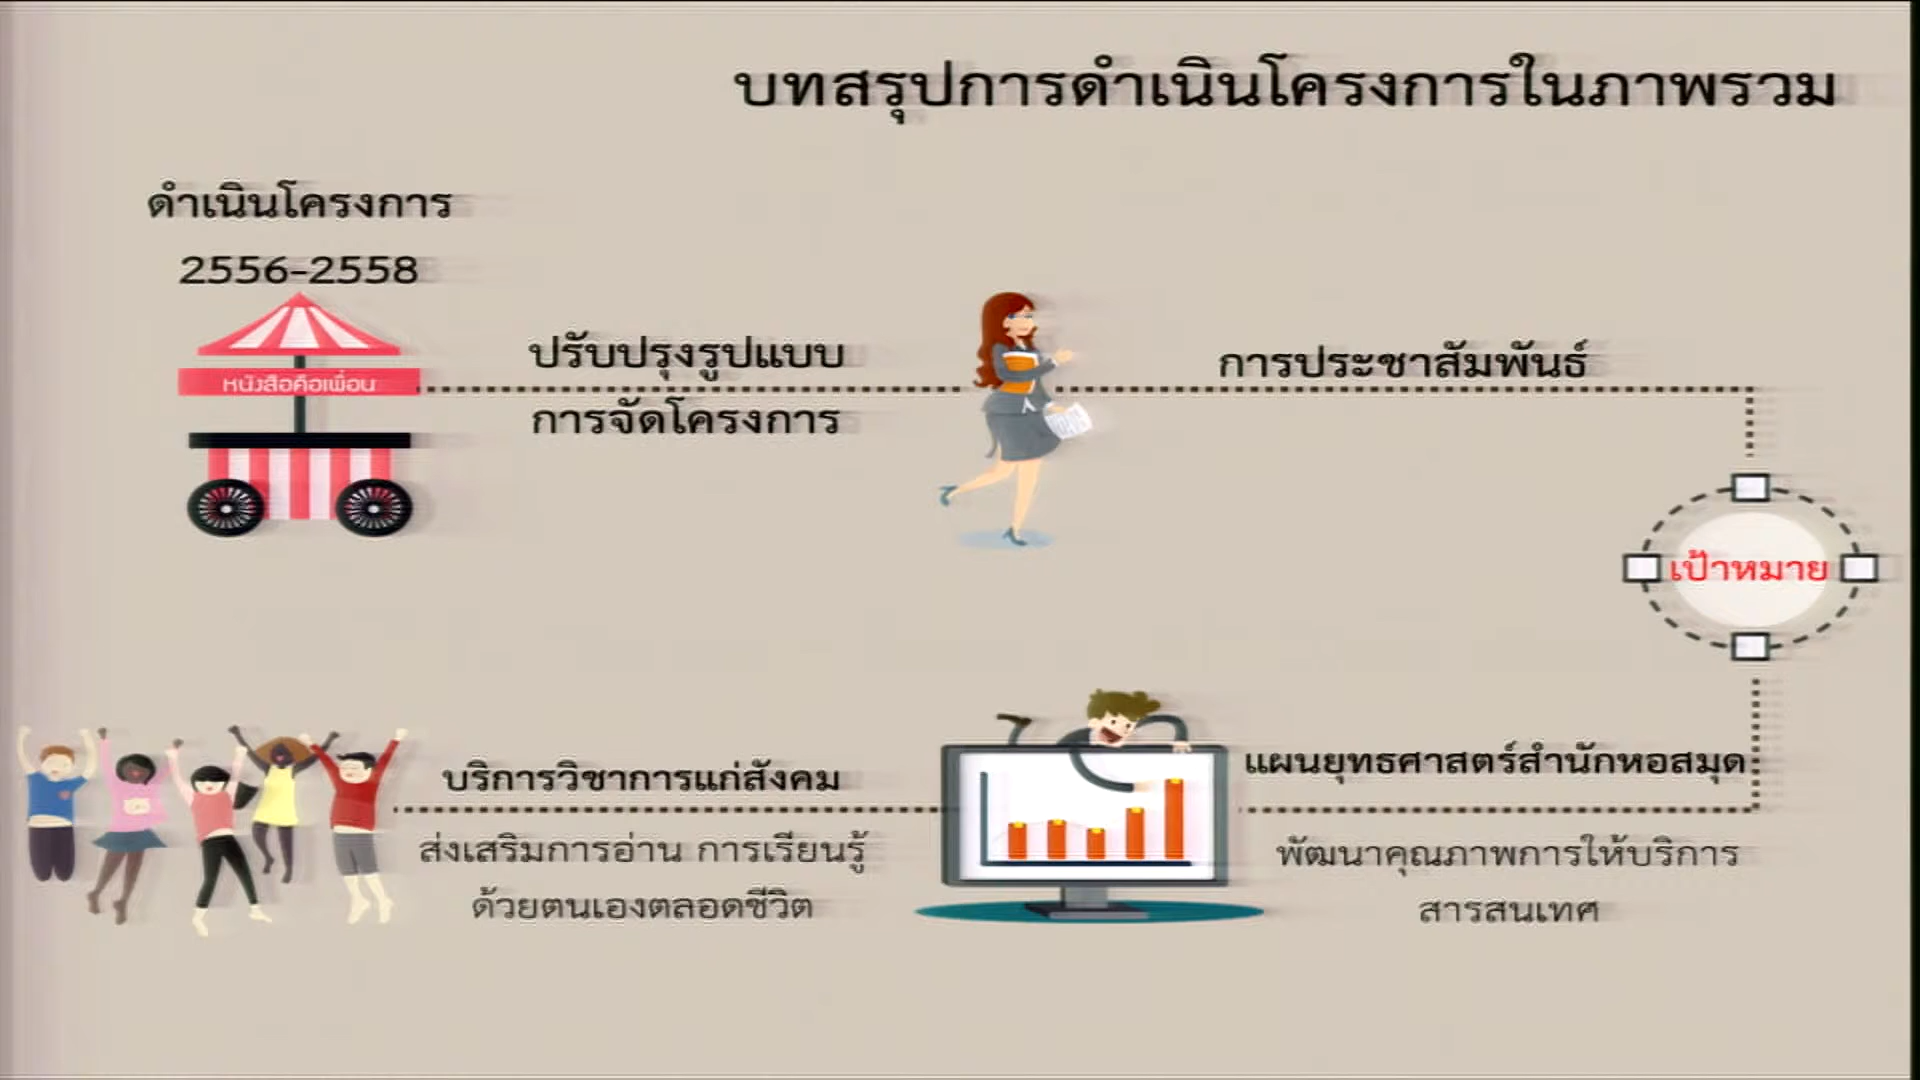 บทสรุปการดำเนินโครงการในภาพรวม
ดำเนินโครงการ
2556-2558
หนังสือคือเพื่อน
ปรับปรุงรูปแบบ
การจัดโครงการ
การประชาสัมพันธ์
เป้าหมาย
แผนยุทธศาสตร์สำนักหอสมุด
พัฒนาคุณภาพการให้บริการ
สารสนเทศ
บริการวิชาการแก่สังคม
ส่งเสริมการอ่าน การเรียนรู้
ด้วยตนเองตลอดชีวิต